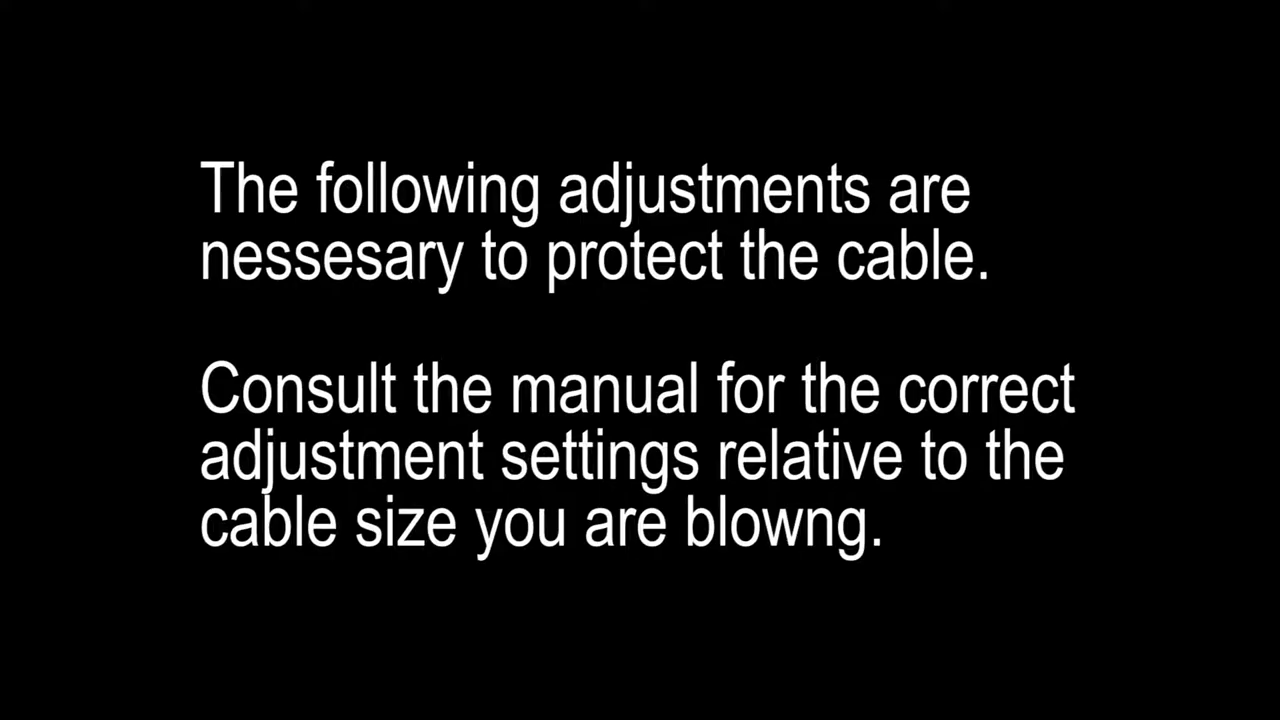 The following adjustments are
nessesary to protect the cable.
Consult the manual for the correct
adjustment settings relative to the
cable size you are blowng.